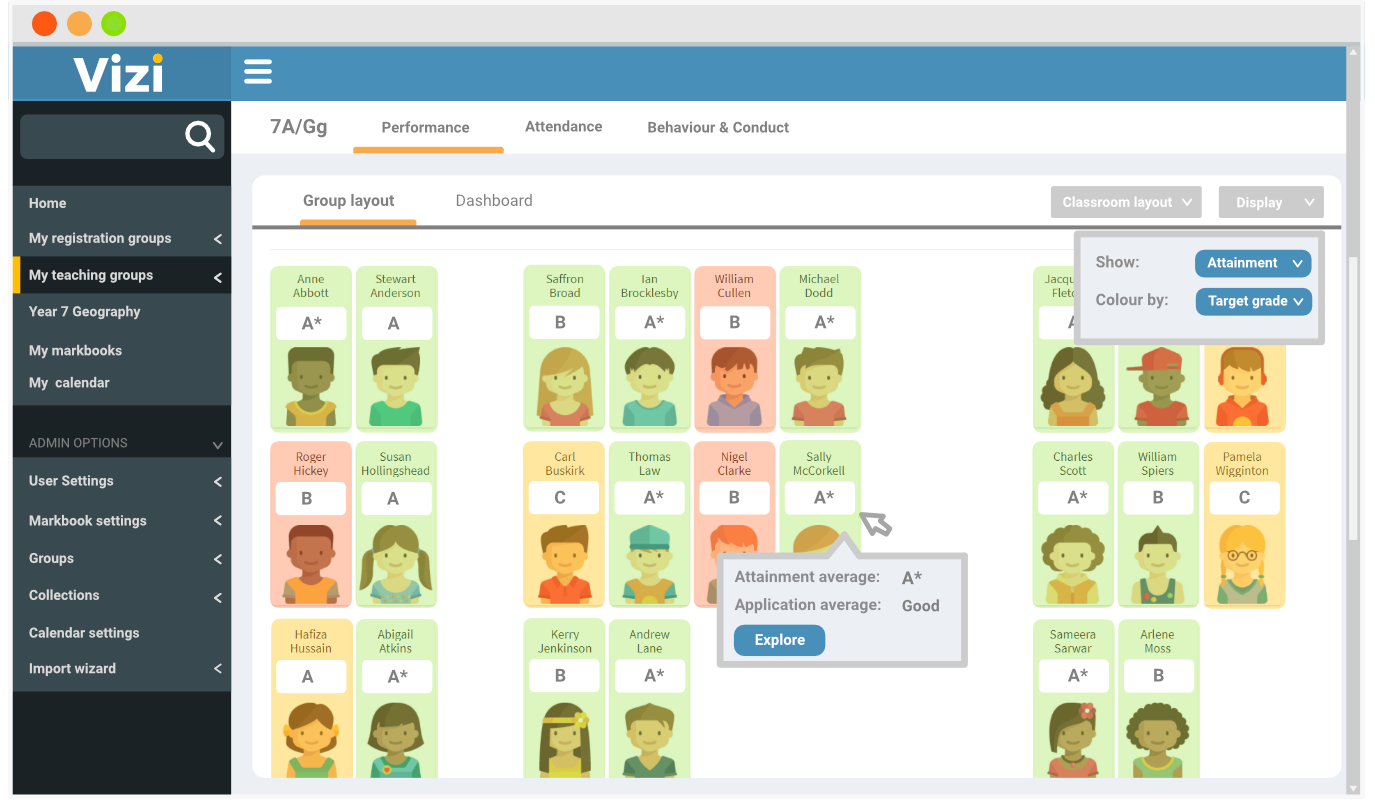 Vizi
7A/Gg
Performance
Attendance
Behaviour & Conduct
Home
My registration groups
My teaching groups
Year 7 Geography
My markbooks
My calendar
ADMIN OPTIONS
User Settings
Markbook settings
Groups
Collections
Calendar settings
Import wizard
Group layout
Dashboard
Classroom layout
Display
Show:
Attainment
Colour by:
Target grade
Anne
Abbott
A*
Stewart
Anderson
A
Saffron
Broad
B
Ian
Brocklesby
A*
William
Cullen
B
Michael
Dodd
A*
Roger
Hickey
B
Susan
Hollingshead
A
Carl
Buskirk
C
Thomas
Law
A*
Nigel
Clarke
B
Sally
McCorkell
A*
Charles
Scott
A*
William
Spiers
B
Pamela
Wigginton
C
Attainment average: A*
Application average: Good
Explore
Hafiza
Hussain
A
Abigail
Atkins
A*
Kerry
Jenkinson
B
Andrew
Lane
A*
Sameera
Sarwar
A*
Arlene
Moss
B